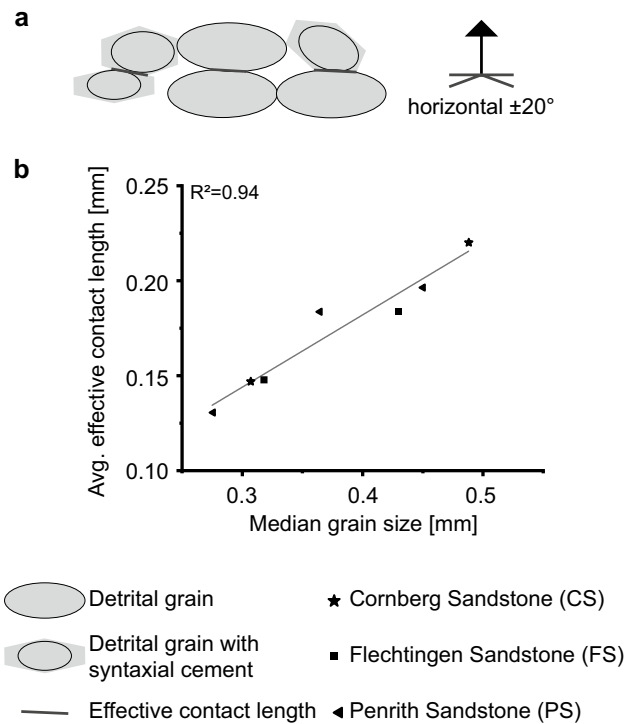 a
horizontal ±20°
b
Avg. effective contact length [mm]
0.25
0.20
0.15
0.10
R²=0.94
0.3
0.4
0.5
Median grain size [mm]
Detrital grain
Detrital grain with
syntaxial cement
Effective contact length
Cornberg Sandstone (CS)
Flechtingen Sandstone (FS)
Penrith Sandstone (PS)